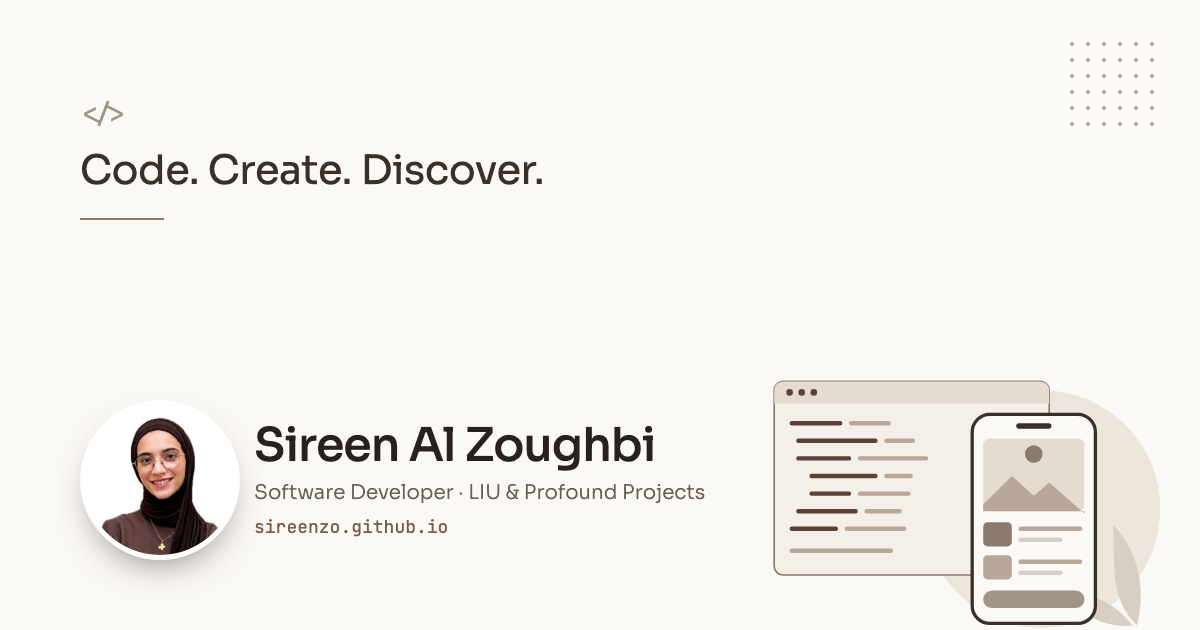 </>
Code. Create. Discover.
Sireen Al Zoughbi
Software Developer · LIU & Profound Projects
sireenzo.github.io